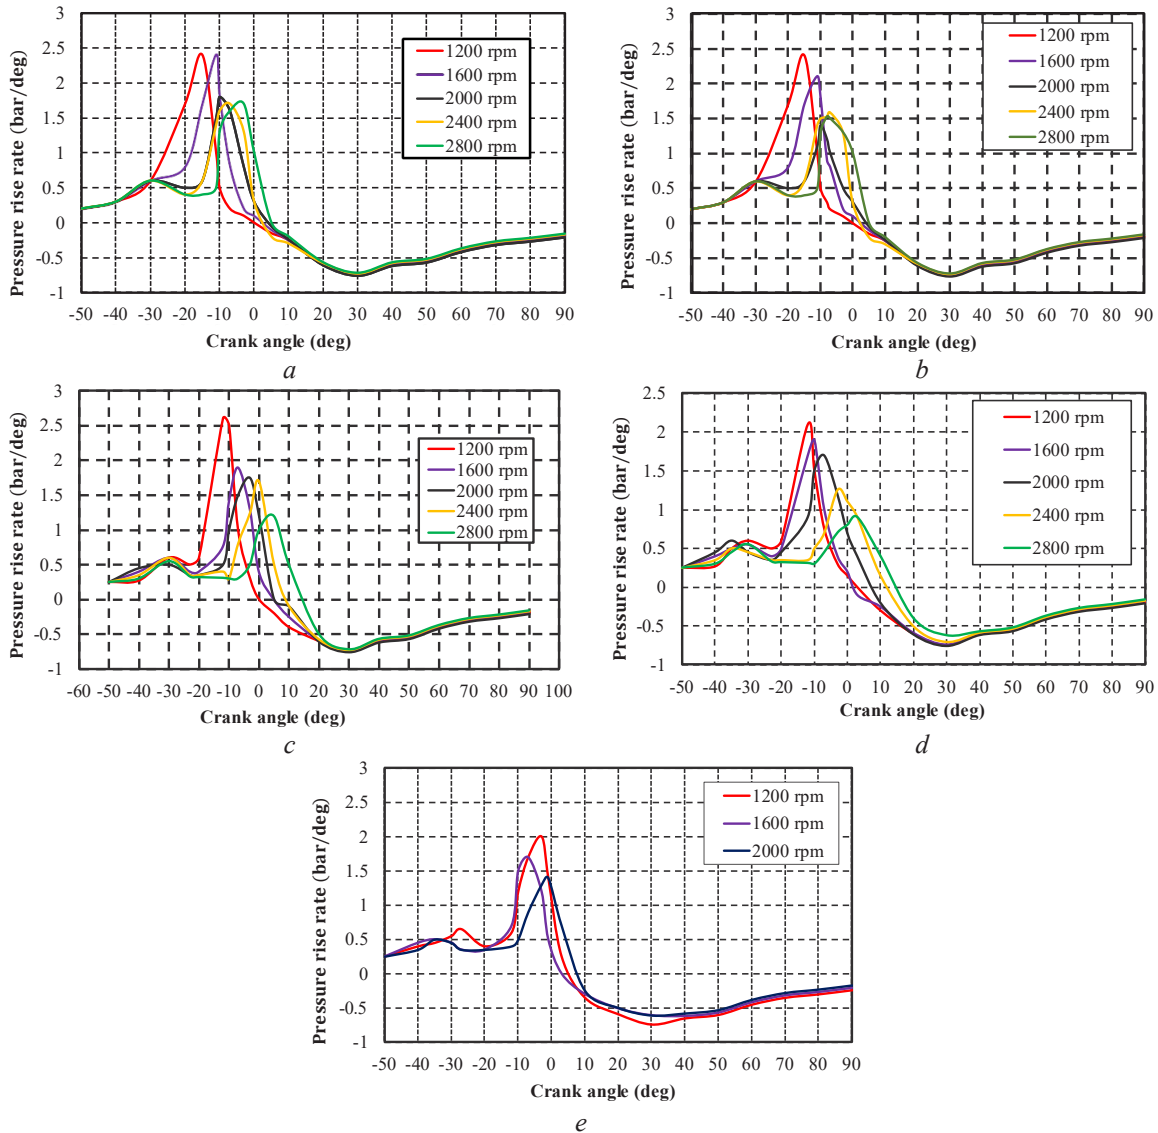 Pressure rise rate (bar/deg)
3
2.5
2
1.5
1
0.5
0
-0.5
-1
1200 rpm
1600 rpm
2000 rpm
2400 rpm
2800 rpm
-50 -40 -30 -20 -10 0 10 20 30 40 50 60 70 80 90
Crank angle (deg)
a
Pressure rise rate (bar/deg)
3
2.5
2
1.5
1
0.5
0
-0.5
-1
1200 rpm
1600 rpm
2000 rpm
2400 rpm
2800 rpm
-50 -40 -30 -20 -10 0 10 20 30 40 50 60 70 80 90
Crank angle (deg)
b
Pressure rise rate (bar/deg)
3
2.5
2
1.5
1
0.5
0
-0.5
-1
1200 rpm
1600 rpm
2000 rpm
2400 rpm
2800 rpm
-60 -50 -40 -30 -20 -10 0 10 20 30 40 50 60 70 80 90 100
Crank angle (deg)
c
Pressure rise rate (bar/deg)
2.5
2
1.5
1
0.5
0
-0.5
-1
1200 rpm
1600 rpm
2000 rpm
2400 rpm
2800 rpm
-50 -40 -30 -20 -10 0 10 20 30 40 50 60 70 80 90
Crank angle (deg)
d
Pressure rise rate (bar/deg)
3
2.5
2
1.5
1
0.5
0
-0.5
-1
1200 rpm
1600 rpm
2000 rpm
-50 -40 -30 -20 -10 0 10 20 30 40 50 60 70 80 90
Crank angle (deg)
e